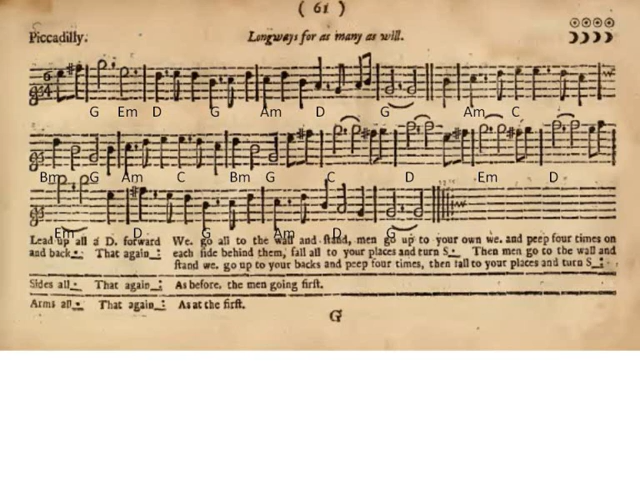 ( 61 )
Piccadilly. Longways for as many as will.
G Em D G Am D G Am C
Bm G Am C Bm G C D Em D
Em D G Am D G
Lead up all a D. forward We. go all to the wall and stand, men go up to your own we. and peep four times on
and back . That again : each side behind them, fall all to your places and turn S . Then men go to the wall and
stand we. go up to your backs and peep four times, then fall to your places and turn S :
Sides all . That again : As before, the men going first.
Arms all . That again : As at the first.
G